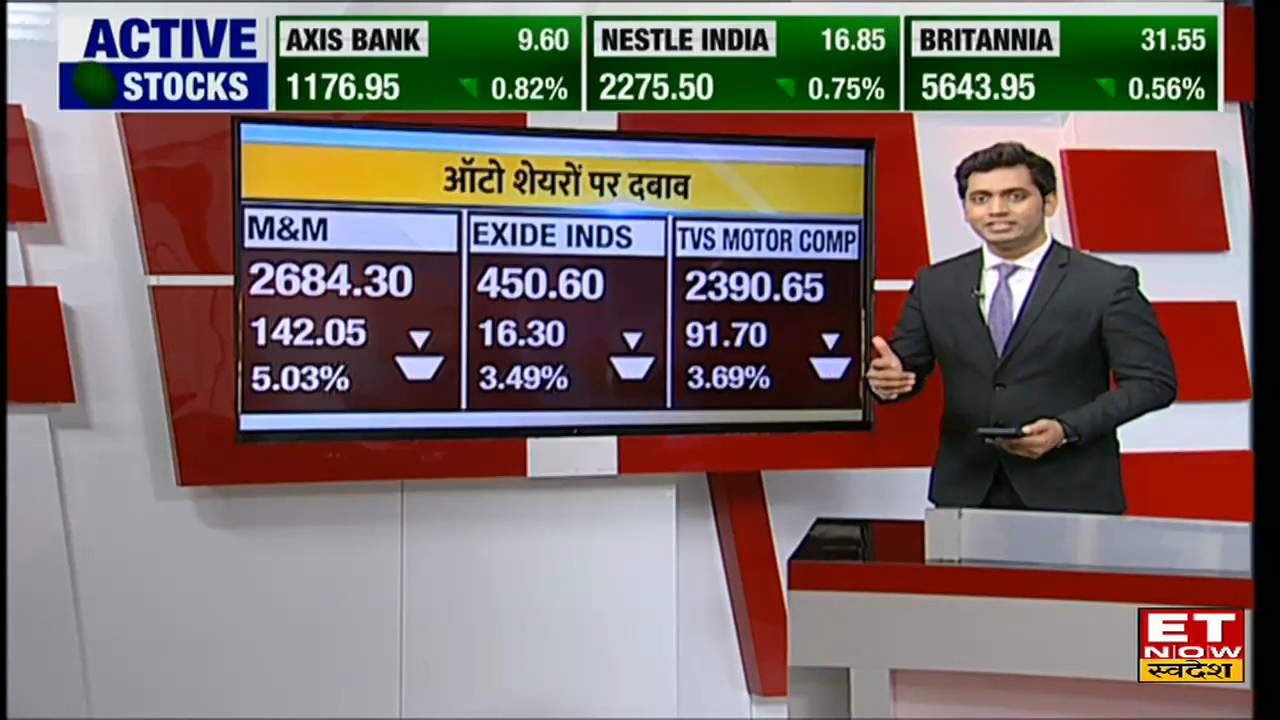 ACTIVE
STOCKS
AXIS BANK 9.60
1176.95 0.82%
NESTLE INDIA 16.85
2275.50 0.75%
BRITANNIA 31.55
5643.95 0.56%
ऑटो शेयरों पर दबाव
M&M
2684.30
142.05
5.03%
EXIDE INDS
450.60
16.30
3.49%
TVS MOTOR COMP
2390.65
91.70
3.69%
ET
NOW
स्वदेश